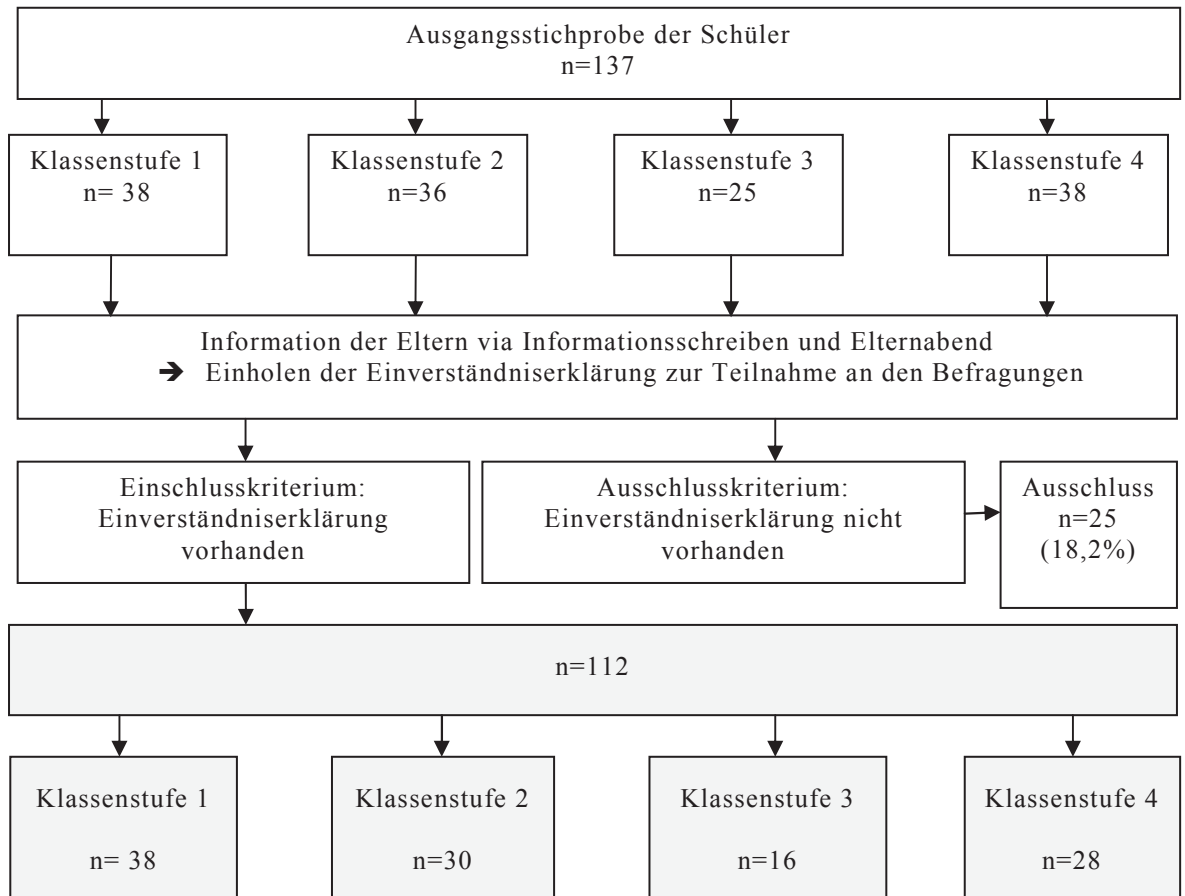 Ausgangsstichprobe der Schüler
n=137
Klassenstufe 1
n= 38
Klassenstufe 2
n=36
Klassenstufe 3
n=25
Klassenstufe 4
n=38
Information der Eltern via Informationsschreiben und Elternabend
➔ Einholen der Einverständniserklärung zur Teilnahme an den Befragungen
Einschlusskriterium:
Einverständniserklärung
vorhanden
Ausschlusskriterium:
Einverständniserklärung nicht
vorhanden
Ausschluss
n=25
(18,2%)
n=112
Klassenstufe 1
n= 38
Klassenstufe 2
n=30
Klassenstufe 3
n=16
Klassenstufe 4
n=28